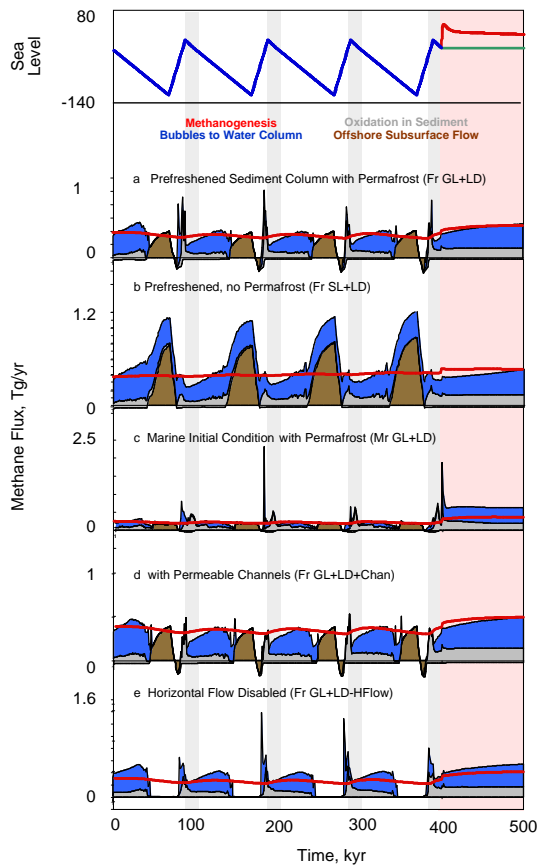 80
Sea
Level
-140
Methanogenesis
Bubbles to Water Column
Oxidation in Sediment
Offshore Subsurface Flow
a Prefreshened Sediment Column with Permafrost (Fr GL+LD)
1
0
b Prefreshened, no Permafrost (Fr SL+LD)
1.2
0
c Marine Initial Condition with Permafrost (Mr GL+LD)
2.5
0
d with Permeable Channels (Fr GL+LD+Chan)
1
0
e Horizontal Flow Disabled (Fr GL+LD-HFlow)
1.6
0
Methane Flux, Tg/yr
0 100 200 300 400 500
Time, kyr